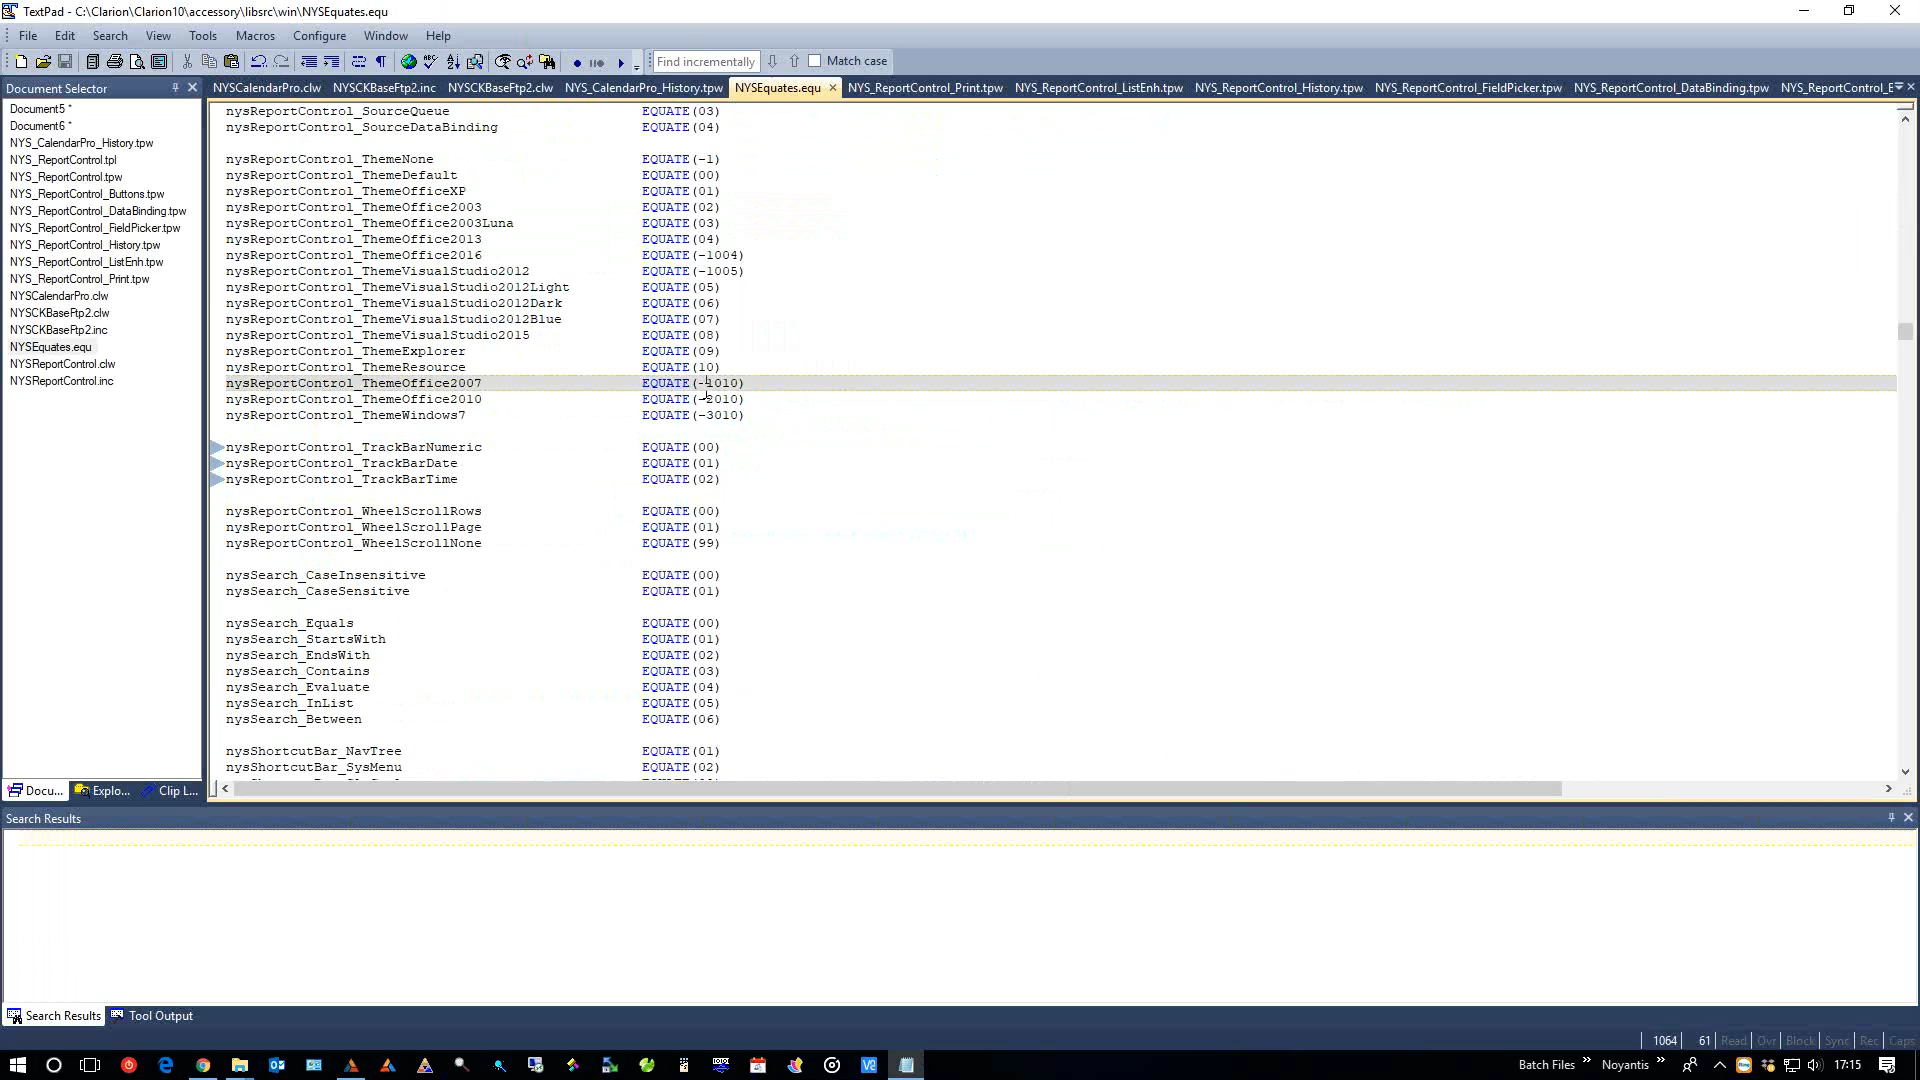 TextPad - C:\Clarion\Clarion10\accessory\libsrc\win\NYSEquates.equ
File Edit Search View Tools Macros Configure Window Help
Find incrementally Match case
Document Selector
NYSCalendarPro.clw NYSCKBaseFtp2.inc NYSCKBaseFtp2.clw NYS_CalendarPro_History.tpw NYSEquates.equ NYS_ReportControl_Print.tpw NYS_ReportControl_ListEnh.tpw NYS_ReportControl_History.tpw NYS_ReportControl_FieldPicker.tpw NYS_ReportControl_DataBinding.tpw NYS_ReportControl_E
Document5 *
Document6 *
NYS_CalendarPro_History.tpw
NYS_ReportControl.tpl
NYS_ReportControl.tpw
NYS_ReportControl_Buttons.tpw
NYS_ReportControl_DataBinding.tpw
NYS_ReportControl_FieldPicker.tpw
NYS_ReportControl_History.tpw
NYS_ReportControl_ListEnh.tpw
NYS_ReportControl_Print.tpw
NYSCalendarPro.clw
NYSCKBaseFtp2.clw
NYSCKBaseFtp2.inc
NYSEquates.equ
NYSReportControl.clw
NYSReportControl.inc
Docu... Explo... Clip L...
nysReportControl_SourceQueue EQUATE(03)
nysReportControl_SourceDataBinding EQUATE(04)
nysReportControl_ThemeNone EQUATE(-1)
nysReportControl_ThemeDefault EQUATE(00)
nysReportControl_ThemeOfficeXP EQUATE(01)
nysReportControl_ThemeOffice2003 EQUATE(02)
nysReportControl_ThemeOffice2003Luna EQUATE(03)
nysReportControl_ThemeOffice2013 EQUATE(04)
nysReportControl_ThemeOffice2016 EQUATE(-1004)
nysReportControl_ThemeVisualStudio2012 EQUATE(-1005)
nysReportControl_ThemeVisualStudio2012Light EQUATE(05)
nysReportControl_ThemeVisualStudio2012Dark EQUATE(06)
nysReportControl_ThemeVisualStudio2012Blue EQUATE(07)
nysReportControl_ThemeVisualStudio2015 EQUATE(08)
nysReportControl_ThemeExplorer EQUATE(09)
nysReportControl_ThemeResource EQUATE(10)
nysReportControl_ThemeOffice2007 EQUATE(-1010)
nysReportControl_ThemeOffice2010 EQUATE(-2010)
nysReportControl_ThemeWindows7 EQUATE(-3010)
nysReportControl_TrackBarNumeric EQUATE(00)
nysReportControl_TrackBarDate EQUATE(01)
nysReportControl_TrackBarTime EQUATE(02)
nysReportControl_WheelScrollRows EQUATE(00)
nysReportControl_WheelScrollPage EQUATE(01)
nysReportControl_WheelScrollNone EQUATE(99)
nysSearch_CaseInsensitive EQUATE(00)
nysSearch_CaseSensitive EQUATE(01)
nysSearch_Equals EQUATE(00)
nysSearch_StartsWith EQUATE(01)
nysSearch_EndsWith EQUATE(02)
nysSearch_Contains EQUATE(03)
nysSearch_Evaluate EQUATE(04)
nysSearch_InList EQUATE(05)
nysSearch_Between EQUATE(06)
nysShortcutBar_NavTree EQUATE(01)
nysShortcutBar_SysMenu EQUATE(02)
Search Results
Search Results Tool Output
1064 61 Read Ovr Block Sync Rec Caps
Batch Files Noyantis 17:15